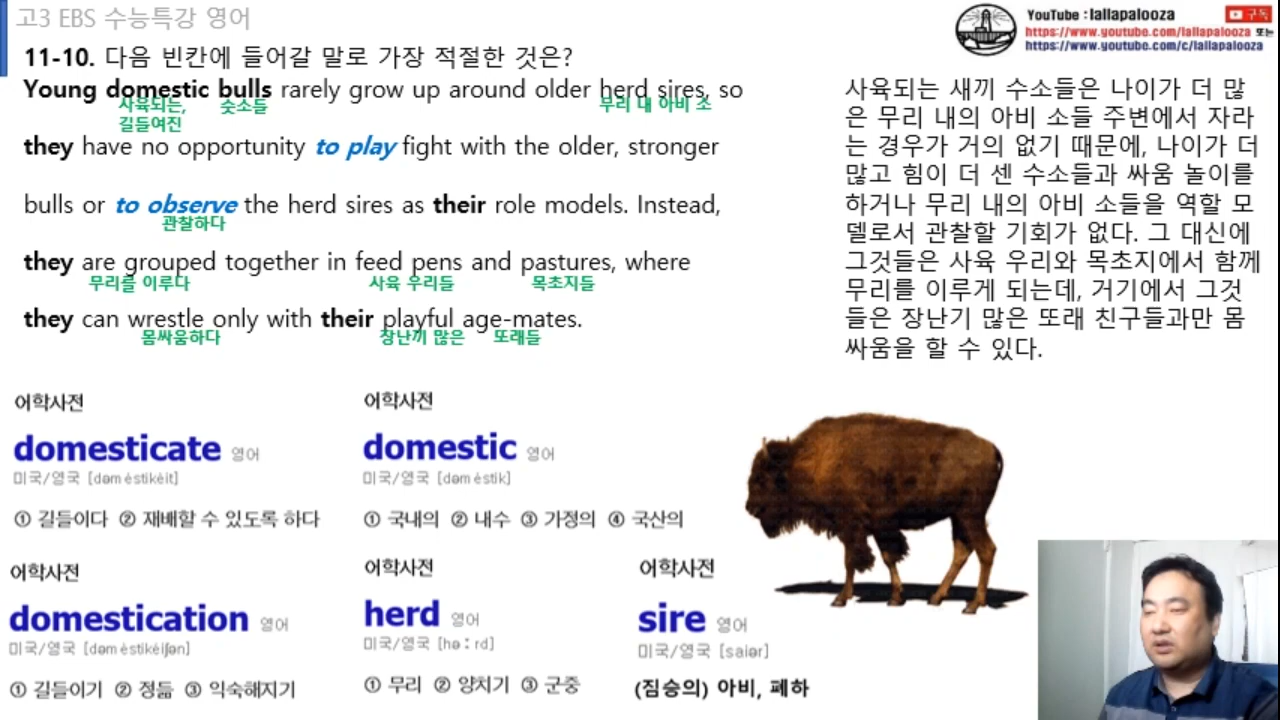 고3 EBS 수능특강 영어
YouTube : lallapalooza
구독
https://www.youtube.com/lallapalooza 또는
https://www.youtube.com/c/lallapalooza
11-10. 다음 빈칸에 들어갈 말로 가장 적절한 것은?
Young domestic bulls rarely grow up around older herd sires, so
사육되는, 숫소들 무리 내 아비 소
길들여진
they have no opportunity to play fight with the older, stronger
bulls or to observe the herd sires as their role models. Instead,
관찰하다
they are grouped together in feed pens and pastures, where
무리를 이루다 사육 우리들 목초지들
they can wrestle only with their playful age-mates.
몸싸움하다 장난끼 많은 또래들
사육되는 새끼 수소들은 나이가 더 많
은 무리 내의 아비 소들 주변에서 자라
는 경우가 거의 없기 때문에, 나이가 더
많고 힘이 더 센 수소들과 싸움 놀이를
하거나 무리 내의 아비 소들을 역할 모
델로서 관찰할 기회가 없다. 그 대신에
그것들은 사육 우리와 목초지에서 함께
무리를 이루게 되는데, 거기에서 그것
들은 장난기 많은 또래 친구들과만 몸
싸움을 할 수 있다.
어학사전
domesticate 영어
미국/영국 [dəmèstikèit]
① 길들이다 ② 재배할 수 있도록 하다
어학사전
domestic 영어
미국/영국 [dəmèstik]
① 국내의 ② 내수 ③ 가정의 ④ 국산의
어학사전
domestication 영어
미국/영국 [dəmèstikéiʃən]
① 길들이기 ② 정듦 ③ 익숙해지기
어학사전
herd 영어
미국/영국 [hə:rd]
① 무리 ② 양치기 ③ 군중
어학사전
sire 영어
미국/영국 [saiər]
(짐승의) 아비, 폐하